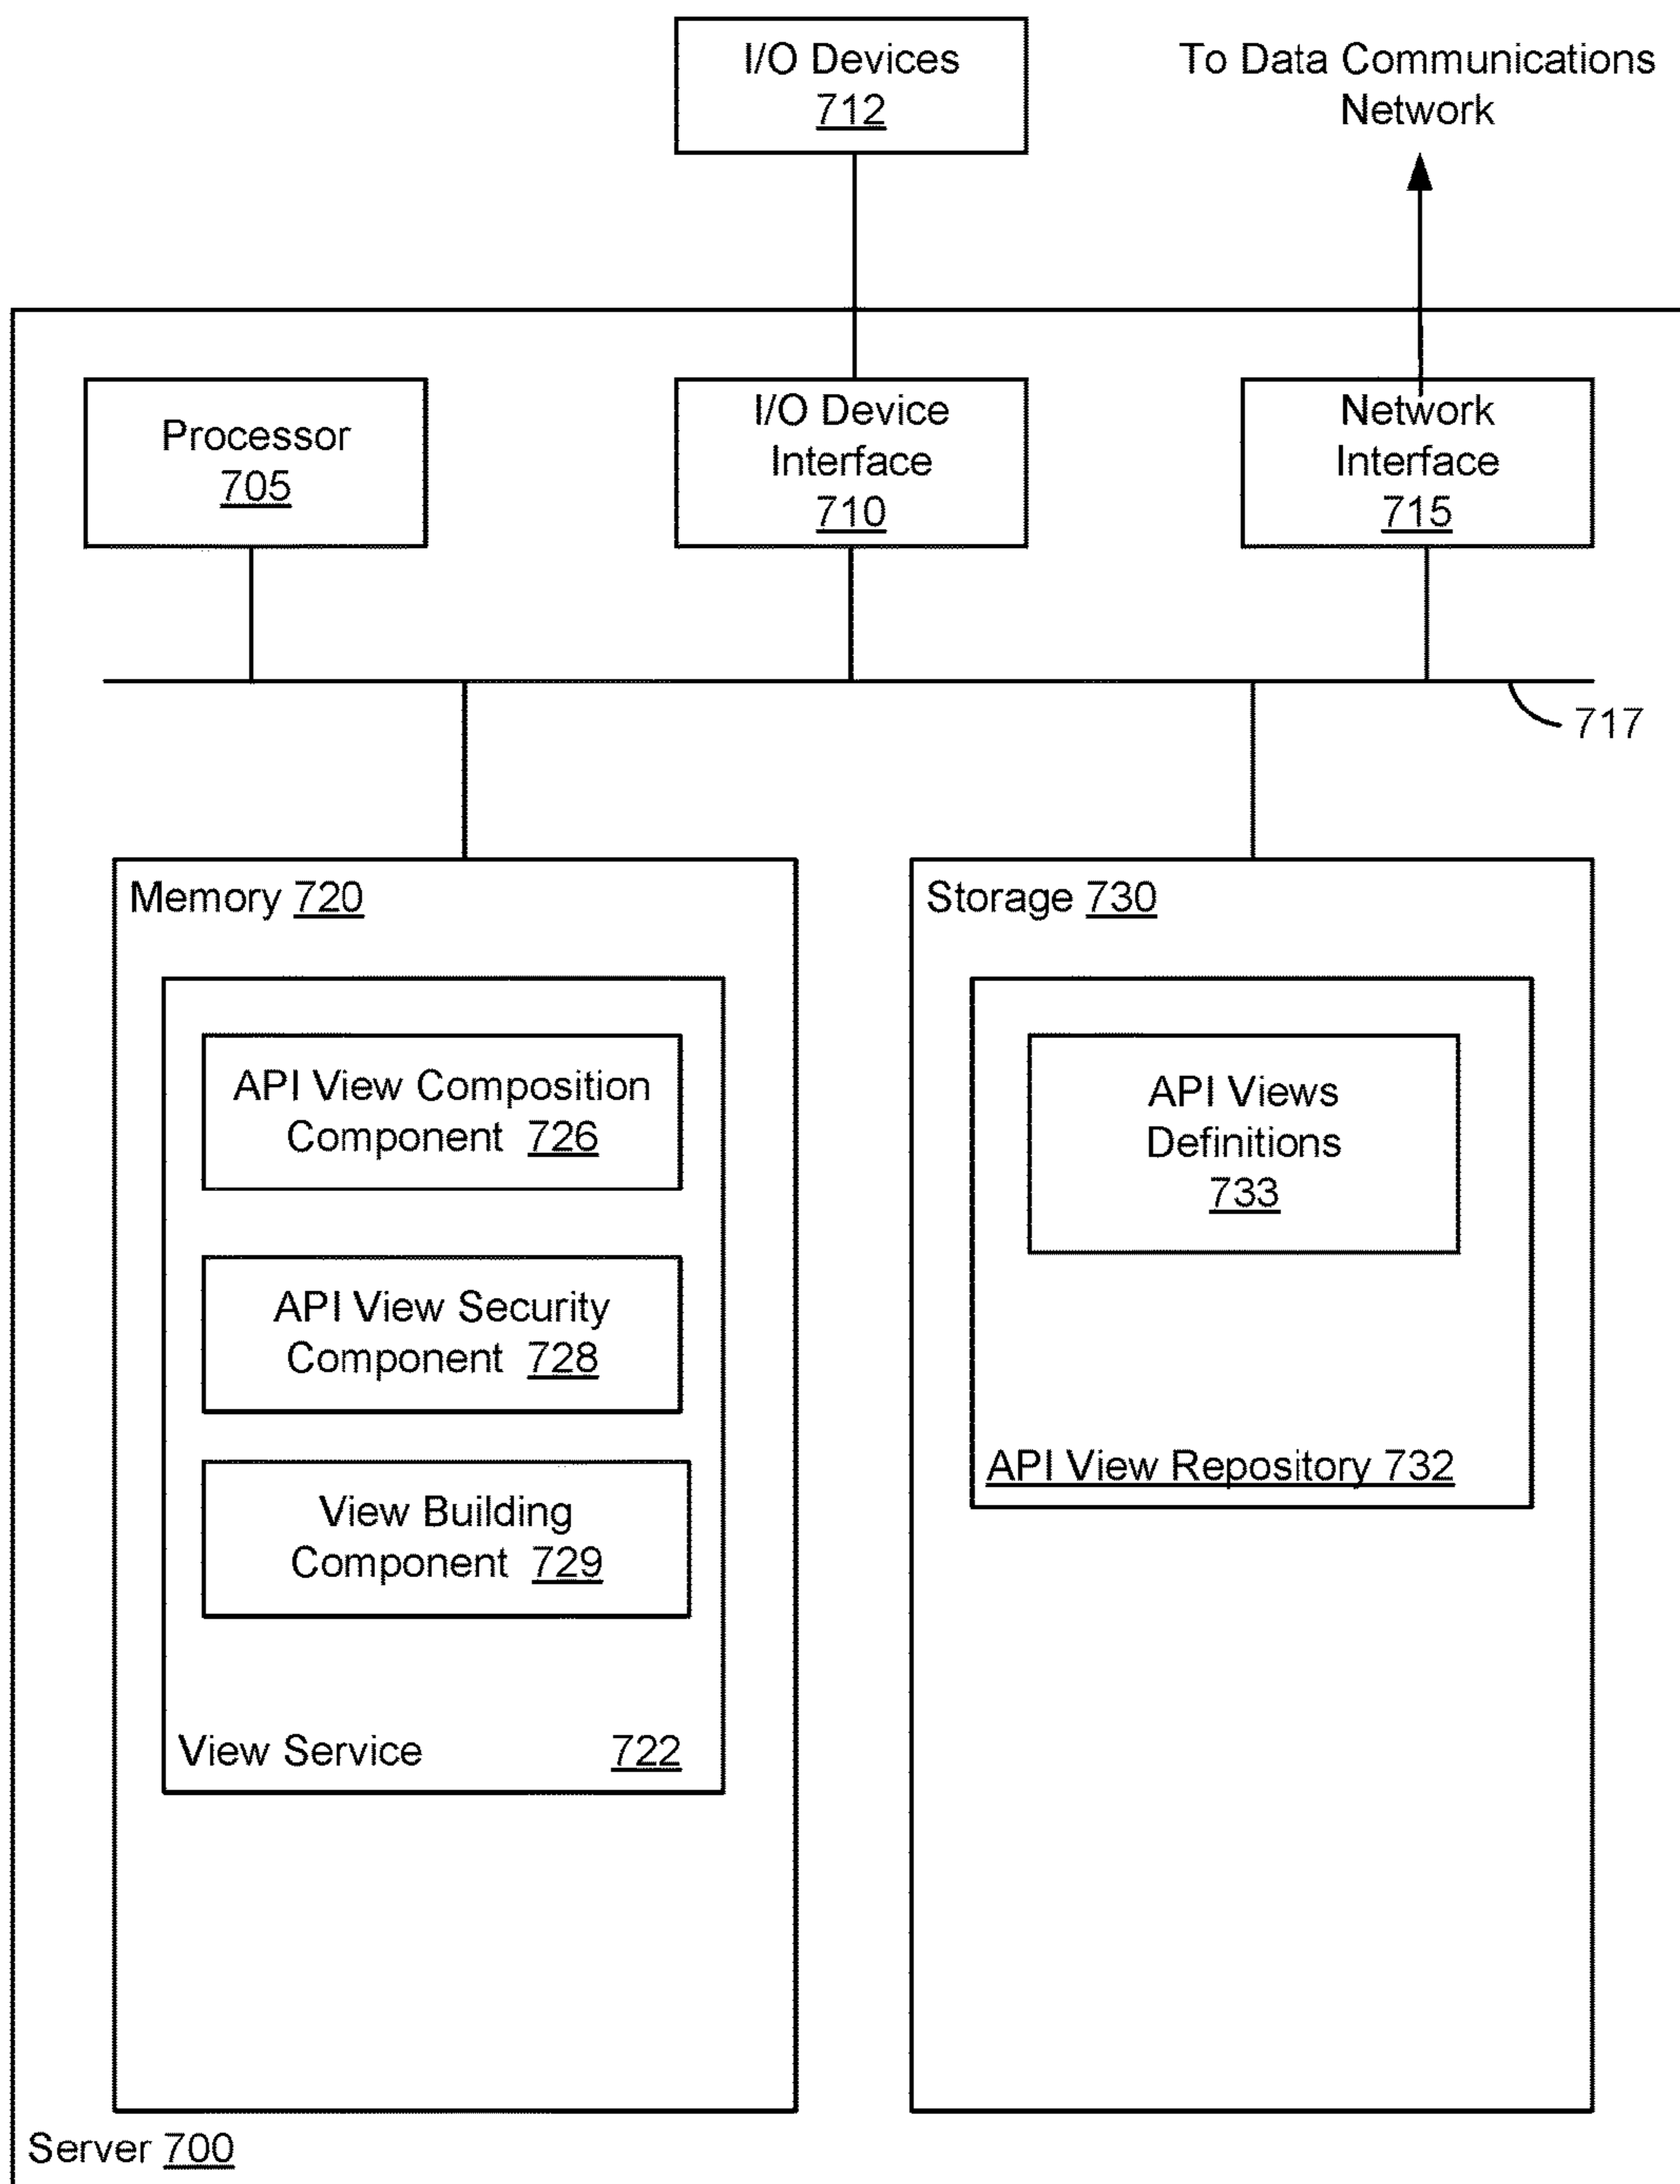 I/O Devices
712
To Data Communications
Network
Processor
705
I/O Device
Interface
710
Network
Interface
715
717
Memory 720
API View Composition
Component 726
API View Security
Component 728
View Building
Component 729
View Service 722
Storage 730
API Views
Definitions
733
API View Repository 732
Server 700